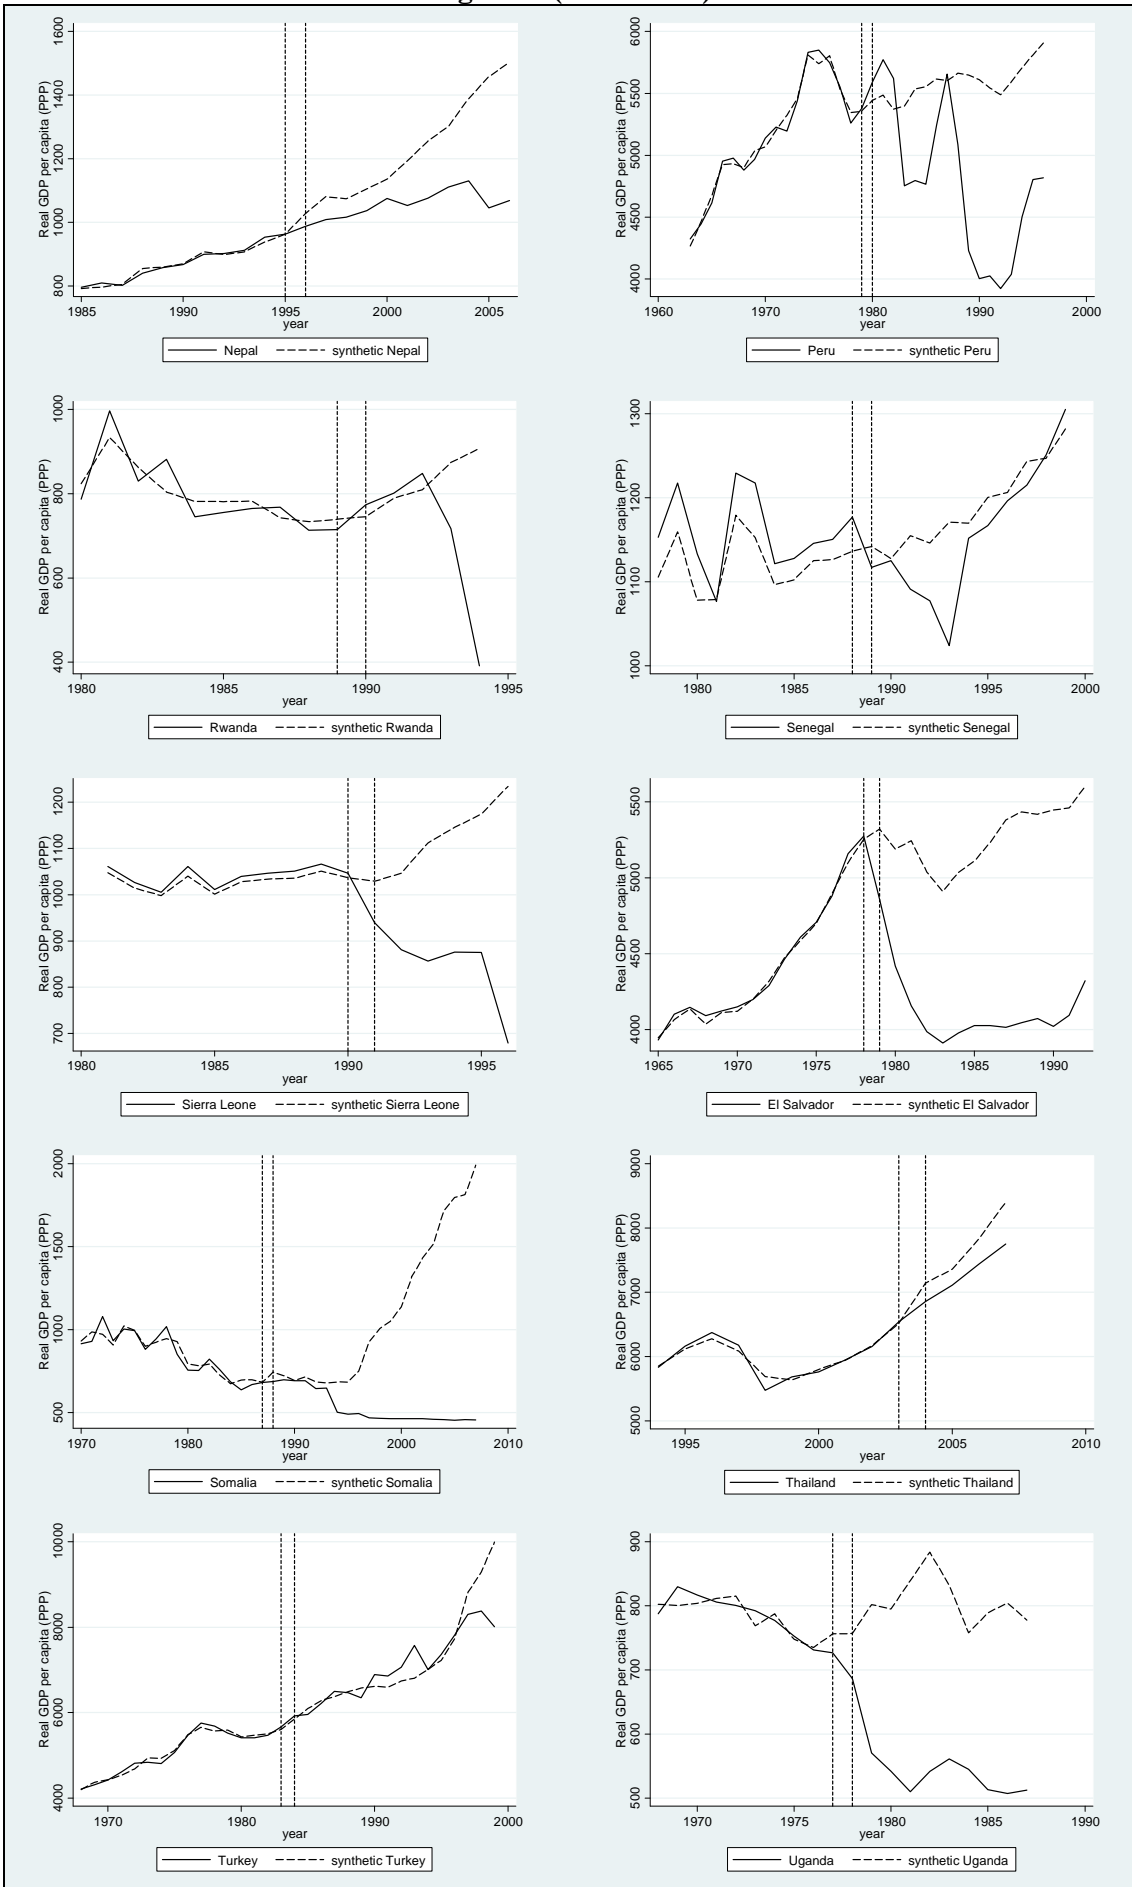 Real GDP per capita (PPP)
1600
1400
1200
1000
800
1985 1990 1995 2000 2005
year
Nepal synthetic Nepal
Real GDP per capita (PPP)
6000
5500
5000
4500
4000
1960 1970 1980 1990 2000
year
Peru synthetic Peru
Real GDP per capita (PPP)
1000
800
600
400
1980 1985 1990 1995
year
Rwanda synthetic Rwanda
Real GDP per capita (PPP)
1300
1200
1100
1000
1980 1985 1990 1995 2000
year
Senegal synthetic Senegal
Real GDP per capita (PPP)
1200
1100
1000
900
800
700
1980 1985 1990 1995
year
Sierra Leone synthetic Sierra Leone
Real GDP per capita (PPP)
5500
5000
4500
4000
1965 1970 1975 1980 1985 1990
year
El Salvador synthetic El Salvador
Real GDP per capita (PPP)
2000
1500
1000
500
1970 1980 1990 2000 2010
year
Somalia synthetic Somalia
Real GDP per capita (PPP)
9000
8000
7000
6000
5000
1995 2000 2005 2010
year
Thailand synthetic Thailand
Real GDP per capita (PPP)
10000
8000
6000
4000
1970 1980 1990 2000
year
Turkey synthetic Turkey
Real GDP per capita (PPP)
900
800
700
600
500
1970 1975 1980 1985 1990
year
Uganda synthetic Uganda